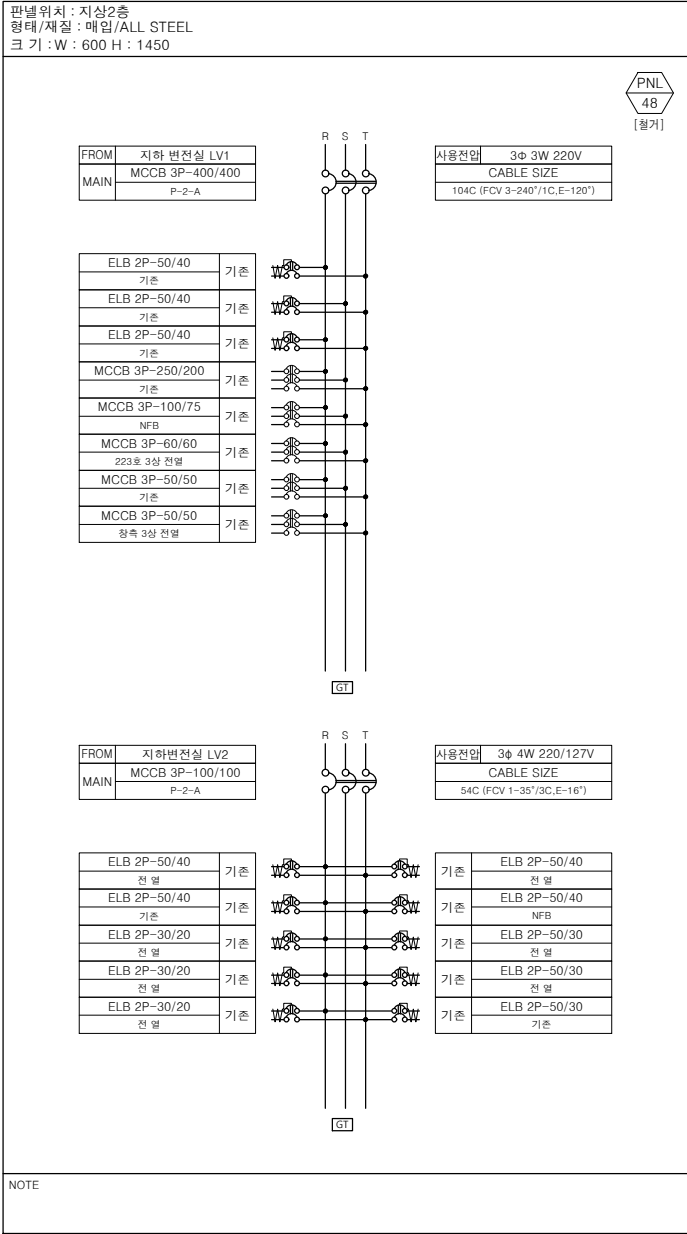 판넬위치 : 지상2층
형태/재질 : 매입/ALL STEEL
크 기 :W : 600 H : 1450
PNL
48
[철거]
R S T
FROM 지하 변전실 LV1
MAIN MCCB 3P-400/400
P-2-A
사용전압 3Φ 3W 220V
CABLE SIZE
104C (FCV 3-240˚/1C,E-120˚)
ELB 2P-50/40 기존
기존
ELB 2P-50/40 기존
기존
ELB 2P-50/40 기존
기존
MCCB 3P-250/200 기존
기존
MCCB 3P-100/75 기존
NFB
MCCB 3P-60/60 기존
223호 3상 전열
MCCB 3P-50/50 기존
기존
MCCB 3P-50/50 기존
창측 3상 전열
GT
R S T
FROM 지하변전실 LV2
MAIN MCCB 3P-100/100
P-2-A
사용전압 3φ 4W 220/127V
CABLE SIZE
54C (FCV 1-35˚/3C,E-16˚)
ELB 2P-50/40 기존
전 열
ELB 2P-50/40 기존
기존
ELB 2P-30/20 기존
전 열
ELB 2P-30/20 기존
전 열
ELB 2P-30/20 기존
전 열
기존 ELB 2P-50/40
전 열
기존 ELB 2P-50/40
NFB
기존 ELB 2P-50/30
전 열
기존 ELB 2P-50/30
전 열
기존 ELB 2P-50/30
기존
GT
NOTE